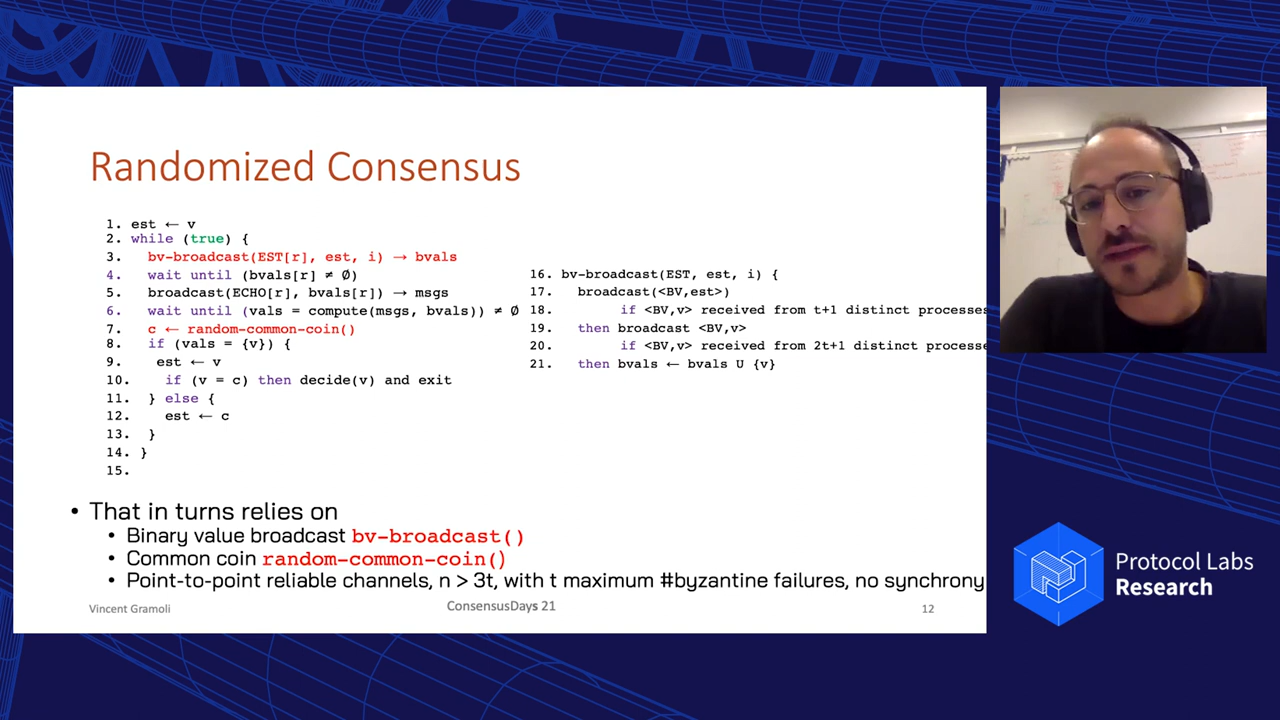 Randomized Consensus
1. est ← v
2. while (true) {
3. bv-broadcast(EST[r], est, i) → bvals
4. wait until (bvals[r] ≠ Ø)
5. broadcast(ECHO[r], bvals[r]) → msgs
6. wait until (vals = compute(msgs, bvals)) ≠ Ø
7. c ← random-common-coin()
8. if (vals = {v}) {
9. est ← v
10. if (v = c) then decide(v) and exit
11. } else {
12. est ← c
13. }
14. }
15.
16. bv-broadcast(EST, est, i) {
17. broadcast(<BV,est>)
18. if <BV,v> received from t+1 distinct processes
19. then broadcast <BV,v>
20. if <BV,v> received from 2t+1 distinct processe
21. then bvals ← bvals U {v}
• That in turns relies on
• Binary value broadcast bv-broadcast()
• Common coin random-common-coin()
• Point-to-point reliable channels, n > 3t, with t maximum #byzantine failures, no synchrony
Vincent Gramoli
ConsensusDays 21
12
Protocol Labs
Research